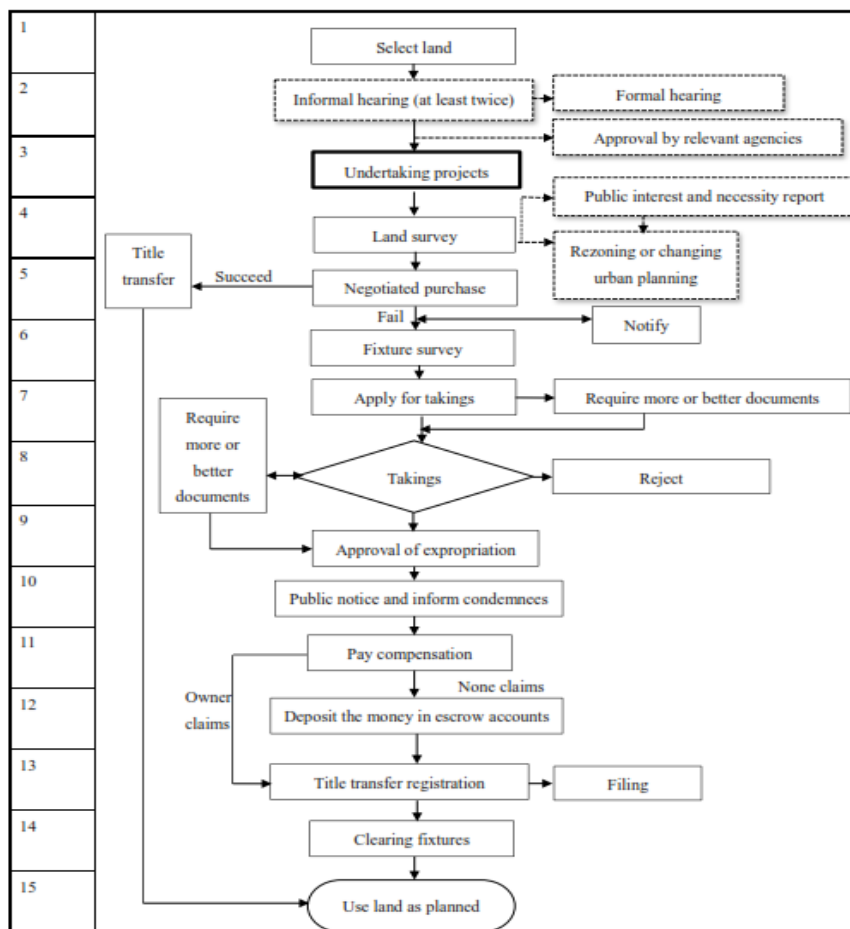 1
Select land
2
Informal hearing (at least twice)
Formal hearing
Approval by relevant agencies
3
Undertaking projects
Public interest and necessity report
4
Land survey
Rezoning or changing
urban planning
Title
transfer
5
Succeed
Negotiated purchase
Fail
Notify
6
Fixture survey
7
Apply for takings
Require more or better documents
Require
more or
better
documents
8
Takings
Reject
9
Approval of expropriation
10
Public notice and inform condemnees
11
Pay compensation
None claims
Owner
claims
12
Deposit the money in escrow accounts
13
Title transfer registration
Filing
14
Clearing fixtures
15
Use land as planned